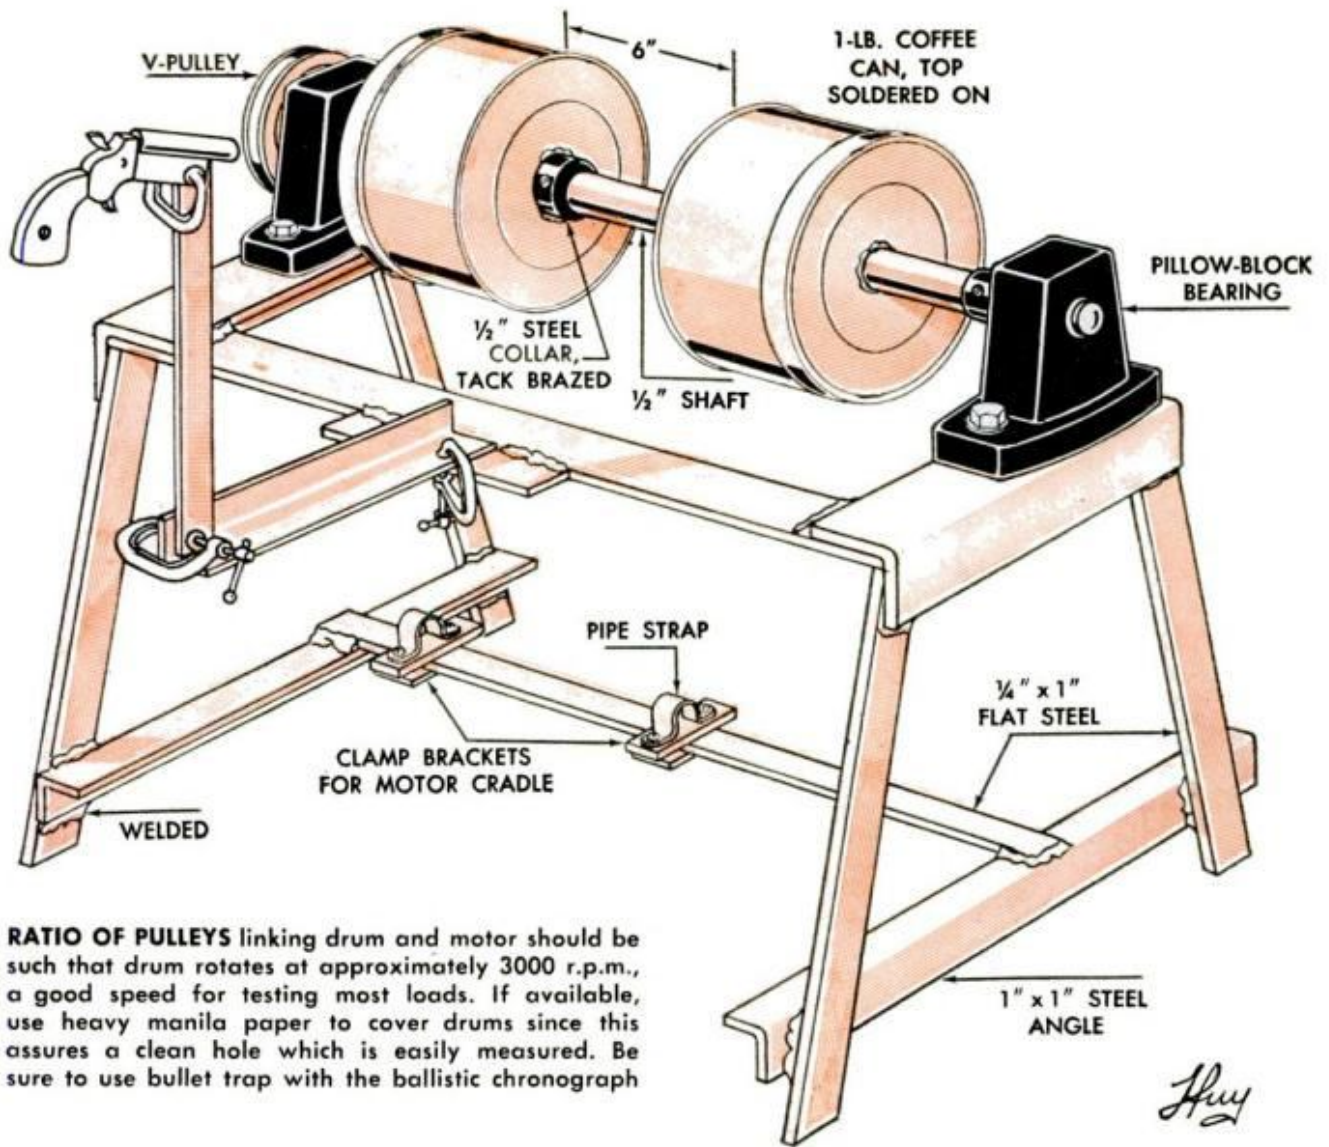 V-PULLEY
6"
1-LB. COFFEE
CAN, TOP
SOLDERED ON
PILLOW-BLOCK
BEARING
½" STEEL
COLLAR,
TACK BRAZED
½" SHAFT
PIPE STRAP
¼" x 1"
FLAT STEEL
CLAMP BRACKETS
FOR MOTOR CRADLE
WELDED
1" x 1" STEEL
ANGLE
RATIO OF PULLEYS linking drum and motor should be
such that drum rotates at approximately 3000 r.p.m.,
a good speed for testing most loads. If available,
use heavy manila paper to cover drums since this
assures a clean hole which is easily measured. Be
sure to use bullet trap with the ballistic chronograph